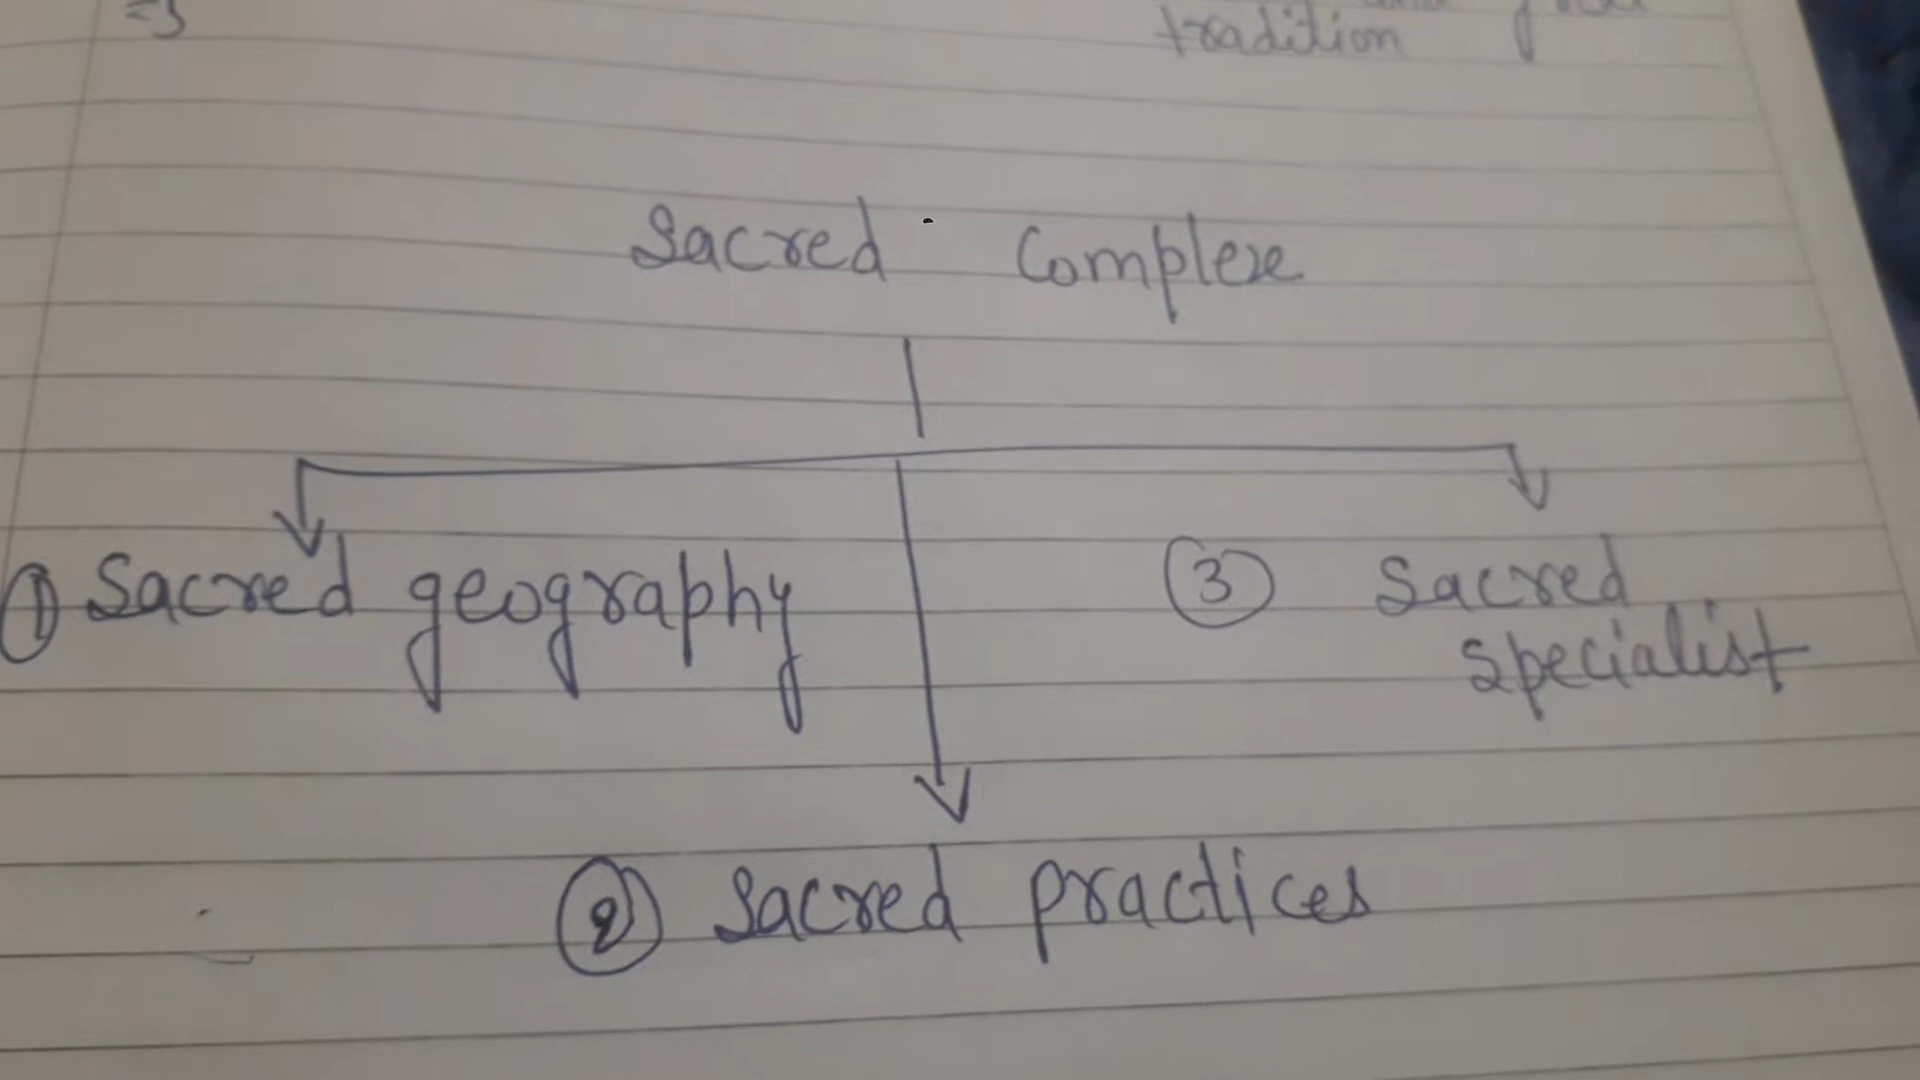 tradition
Sacred Complex
① Sacred geography
③ Sacred
specialist
② Sacred practices